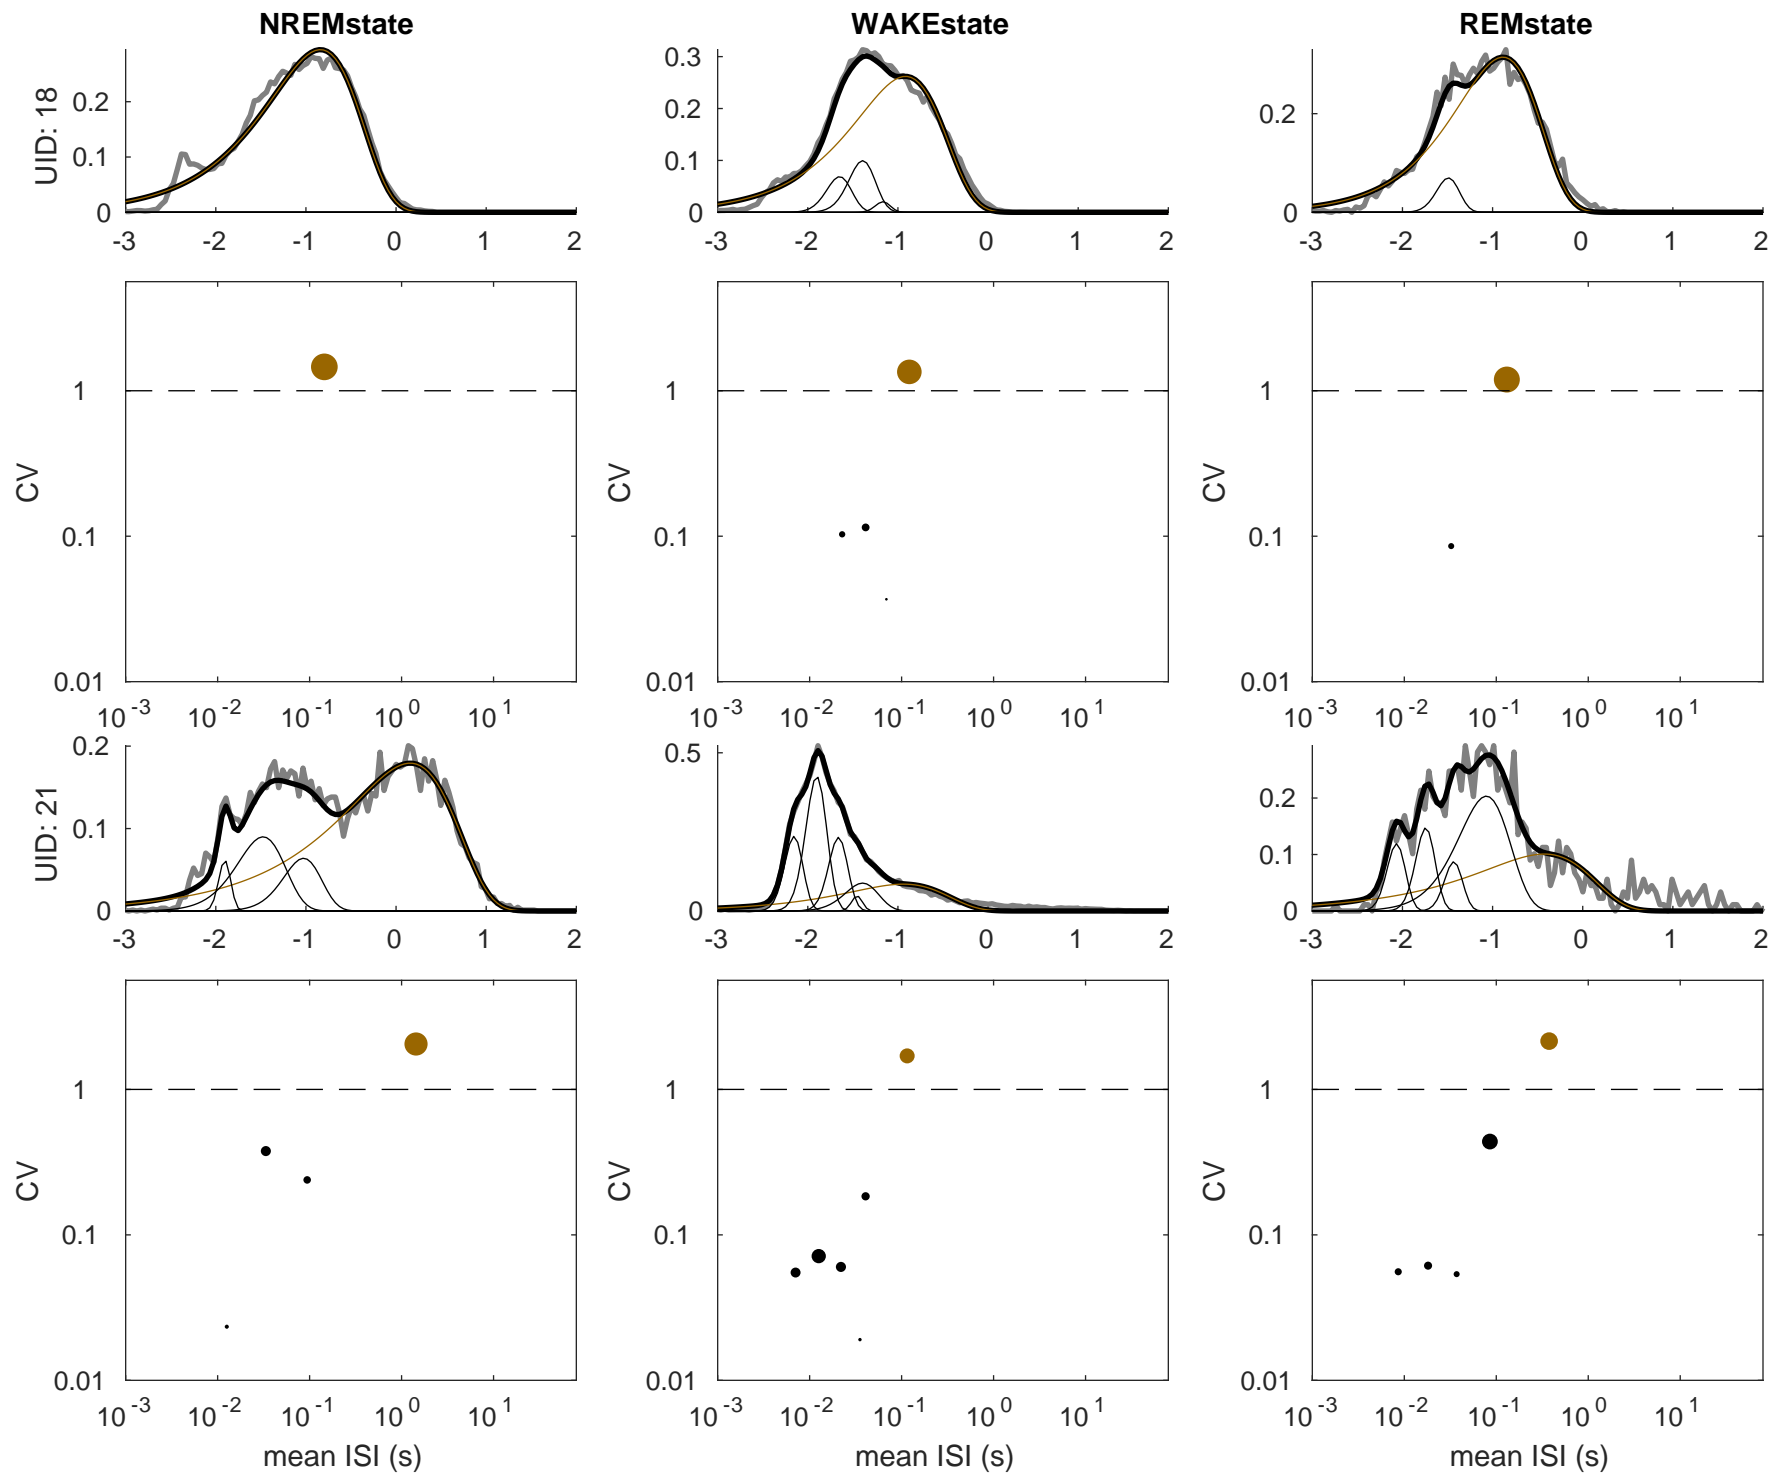 NREMstate WAKEstate REMstate
UID: 18
0.2 0.1 0
0.3 0.2 0.1 0
0.2 0
-3 -2 -1 0 1 2
-3 -2 -1 0 1 2
-3 -2 -1 0 1 2
CV 1 0.1 0.01
CV 1 0.1 0.01
CV 1 0.1 0.01
10^-3 10^-2 10^-1 10^0 10^1
10^-3 10^-2 10^-1 10^0 10^1
10^-3 10^-2 10^-1 10^0 10^1
UID: 21
0.2 0.1 0
0.5 0
0.2 0.1 0
-3 -2 -1 0 1 2
-3 -2 -1 0 1 2
-3 -2 -1 0 1 2
CV 1 0.1 0.01
CV 1 0.1 0.01
CV 1 0.1 0.01
10^-3 10^-2 10^-1 10^0 10^1
10^-3 10^-2 10^-1 10^0 10^1
10^-3 10^-2 10^-1 10^0 10^1
mean ISI (s) mean ISI (s) mean ISI (s)